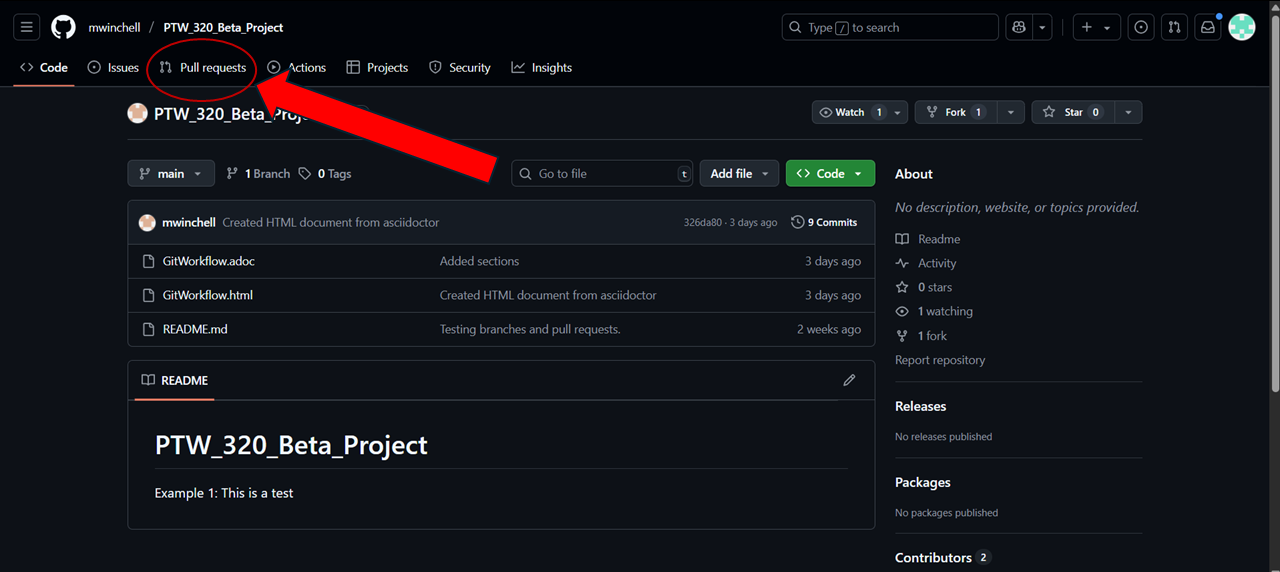 mwinchell / PTW_320_Beta_Project
Type / to search
Code Issues Pull requests Actions Projects Security Insights
PTW_320_Beta_Projec
Watch 1 Fork 1 Star 0
main 1 Branch 0 Tags Go to file t Add file Code
mwinchell Created HTML document from asciidoctor 326da80 · 3 days ago 9 Commits
GitWorkflow.adoc Added sections 3 days ago
GitWorkflow.html Created HTML document from asciidoctor 3 days ago
README.md Testing branches and pull requests. 2 weeks ago
README
PTW_320_Beta_Project
Example 1: This is a test
About
No description, website, or topics provided.
Readme
Activity
0 stars
1 watching
1 fork
Report repository
Releases
No releases published
Packages
No packages published
Contributors 2